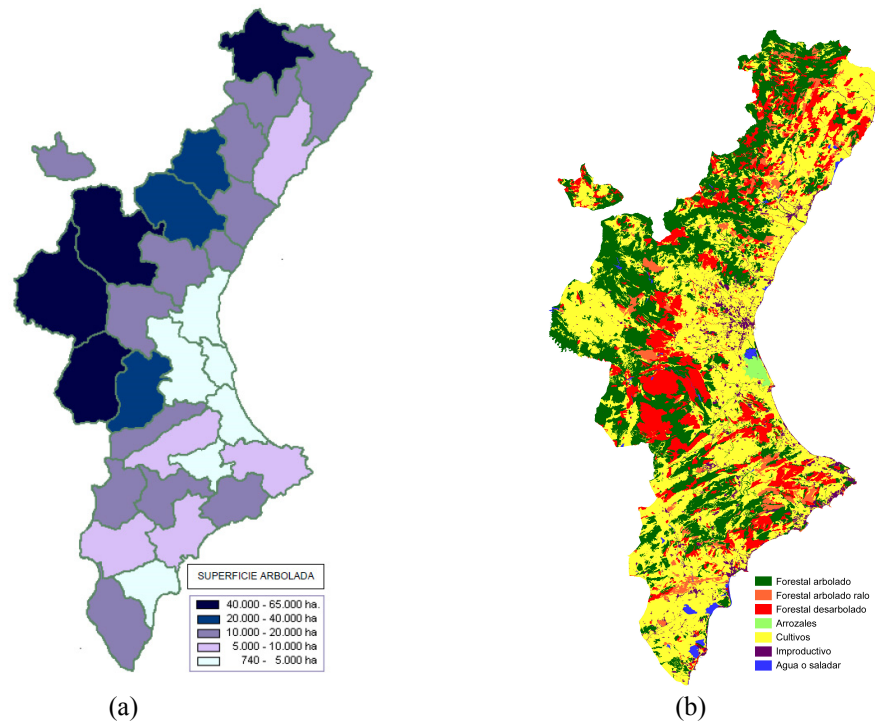 SUPERFICIE ARBOLADA
40.000 - 65.000 ha.
20.000 - 40.000 ha
10.000 - 20.000 ha
5.000 - 10.000 ha
740 - 5.000 ha
Forestal arbolado
Forestal arbolado ralo
Forestal desarbolado
Arrozales
Cultivos
Improductivo
Agua o saladar
(a)
(b)